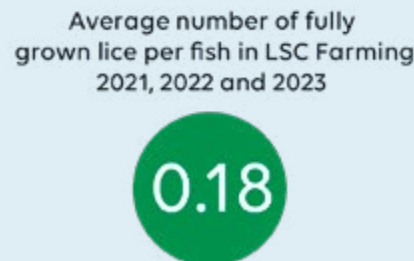 Average number of fully
grown lice per fish in LSC Farming
2021, 2022 and 2023
0.18